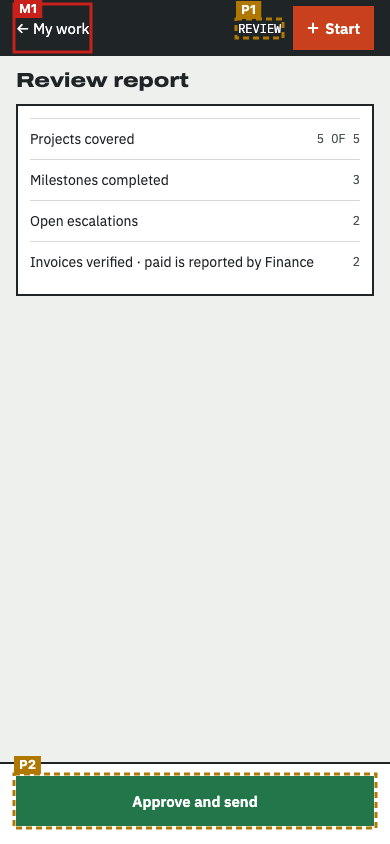 M1
P1
← My work
REVIEW
+ Start
Review report
Projects covered 5 OF 5
Milestones completed 3
Open escalations 2
Invoices verified · paid is reported by Finance 2
P2
Approve and send